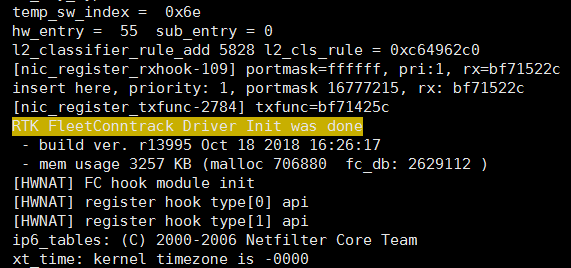 temp_sw_index =  0x6e
hw_entry =  55  sub_entry = 0
l2_classifier_rule_add 5828 l2_cls_rule = 0xc64962c0
[nic_register_rxhook-109] portmask=ffffff, pri:1, rx=bf71522c
insert here, priority: 1, portmask 16777215, rx: bf71522c
[nic_register_txfunc-2784] txfunc=bf71425c
RTK FleetConntrack Driver Init was done
 - build ver. r13995 Oct 18 2018 16:26:17
 - mem usage 3257 KB (malloc 706880  fc_db: 2629112 )
[HWNAT] FC hook module init
[HWNAT] register hook type[0] api
[HWNAT] register hook type[1] api
ip6_tables: (C) 2000-2006 Netfilter Core Team
xt_time: kernel timezone is -0000